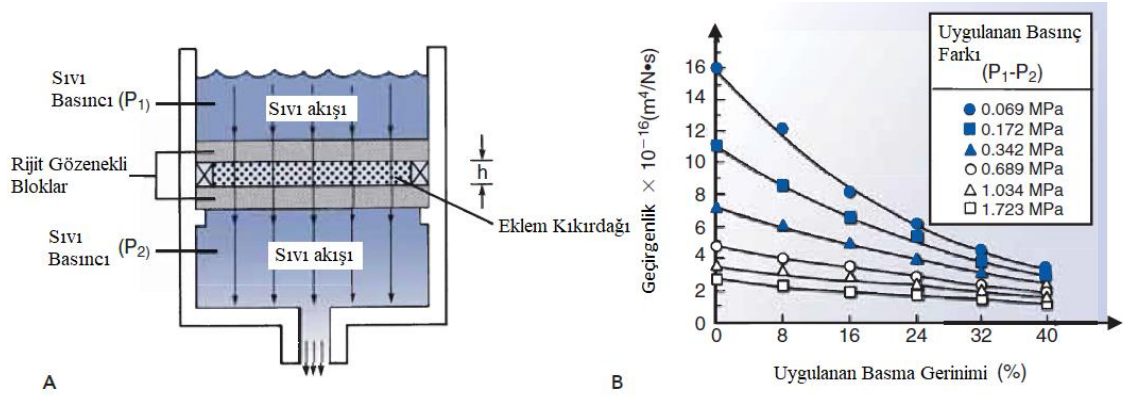 Sıvı
Basıncı (P1)
Sıvı akışı
Rijit Gözenekli
Bloklar
h
Eklem Kıkırdağı
Sıvı
Basıncı (P2)
Sıvı akışı
A
Geçirgenlik × 10⁻¹⁶(m⁴/N•s)
16
14
12
10
8
6
4
2
0
0 8 16 24 32 40
Uygulanan Basma Gerinimi (%)
B
Uygulanan Basınç
Farkı
(P1-P2)
0.069 MPa
0.172 MPa
0.342 MPa
0.689 MPa
1.034 MPa
1.723 MPa